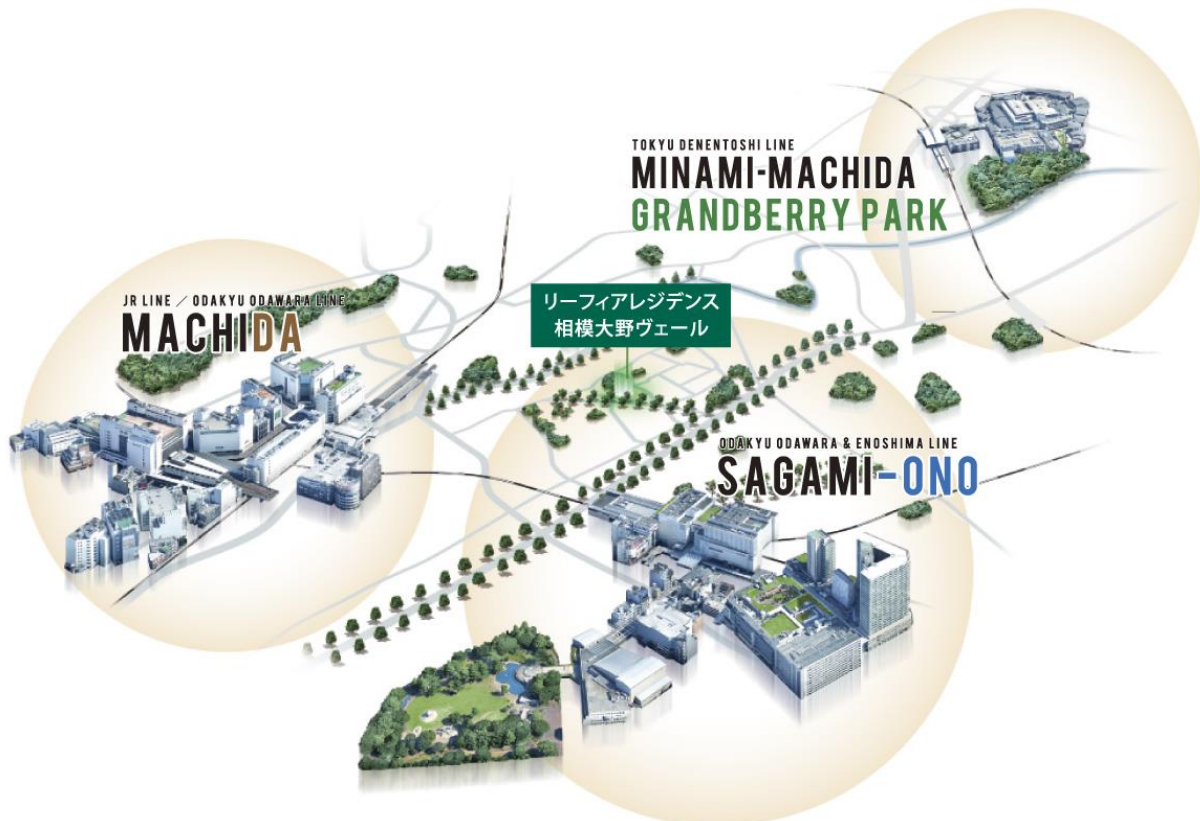 TOKYU DENENTOSHI LINE
MINAMI-MACHIDA
GRANDBERRY PARK
リーフィアレジデンス
相模大野ヴェール
JR LINE / ODAKYU ODAWARA LINE
MACHIDA
ODAKYU ODAWARA & ENOSHIMA LINE
SAGAMI-ONO